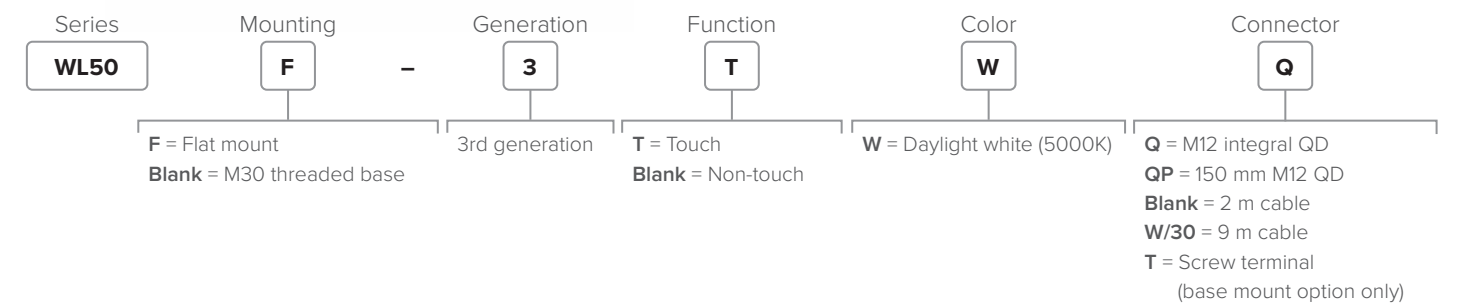 Series Mounting Generation Function Color Connector
WL50 F – 3 T W Q
F = Flat mount
Blank = M30 threaded base
3rd generation
T = Touch
Blank = Non-touch
W = Daylight white (5000K)
Q = M12 integral QD
QP = 150 mm M12 QD
Blank = 2 m cable
W/30 = 9 m cable
T = Screw terminal
(base mount option only)